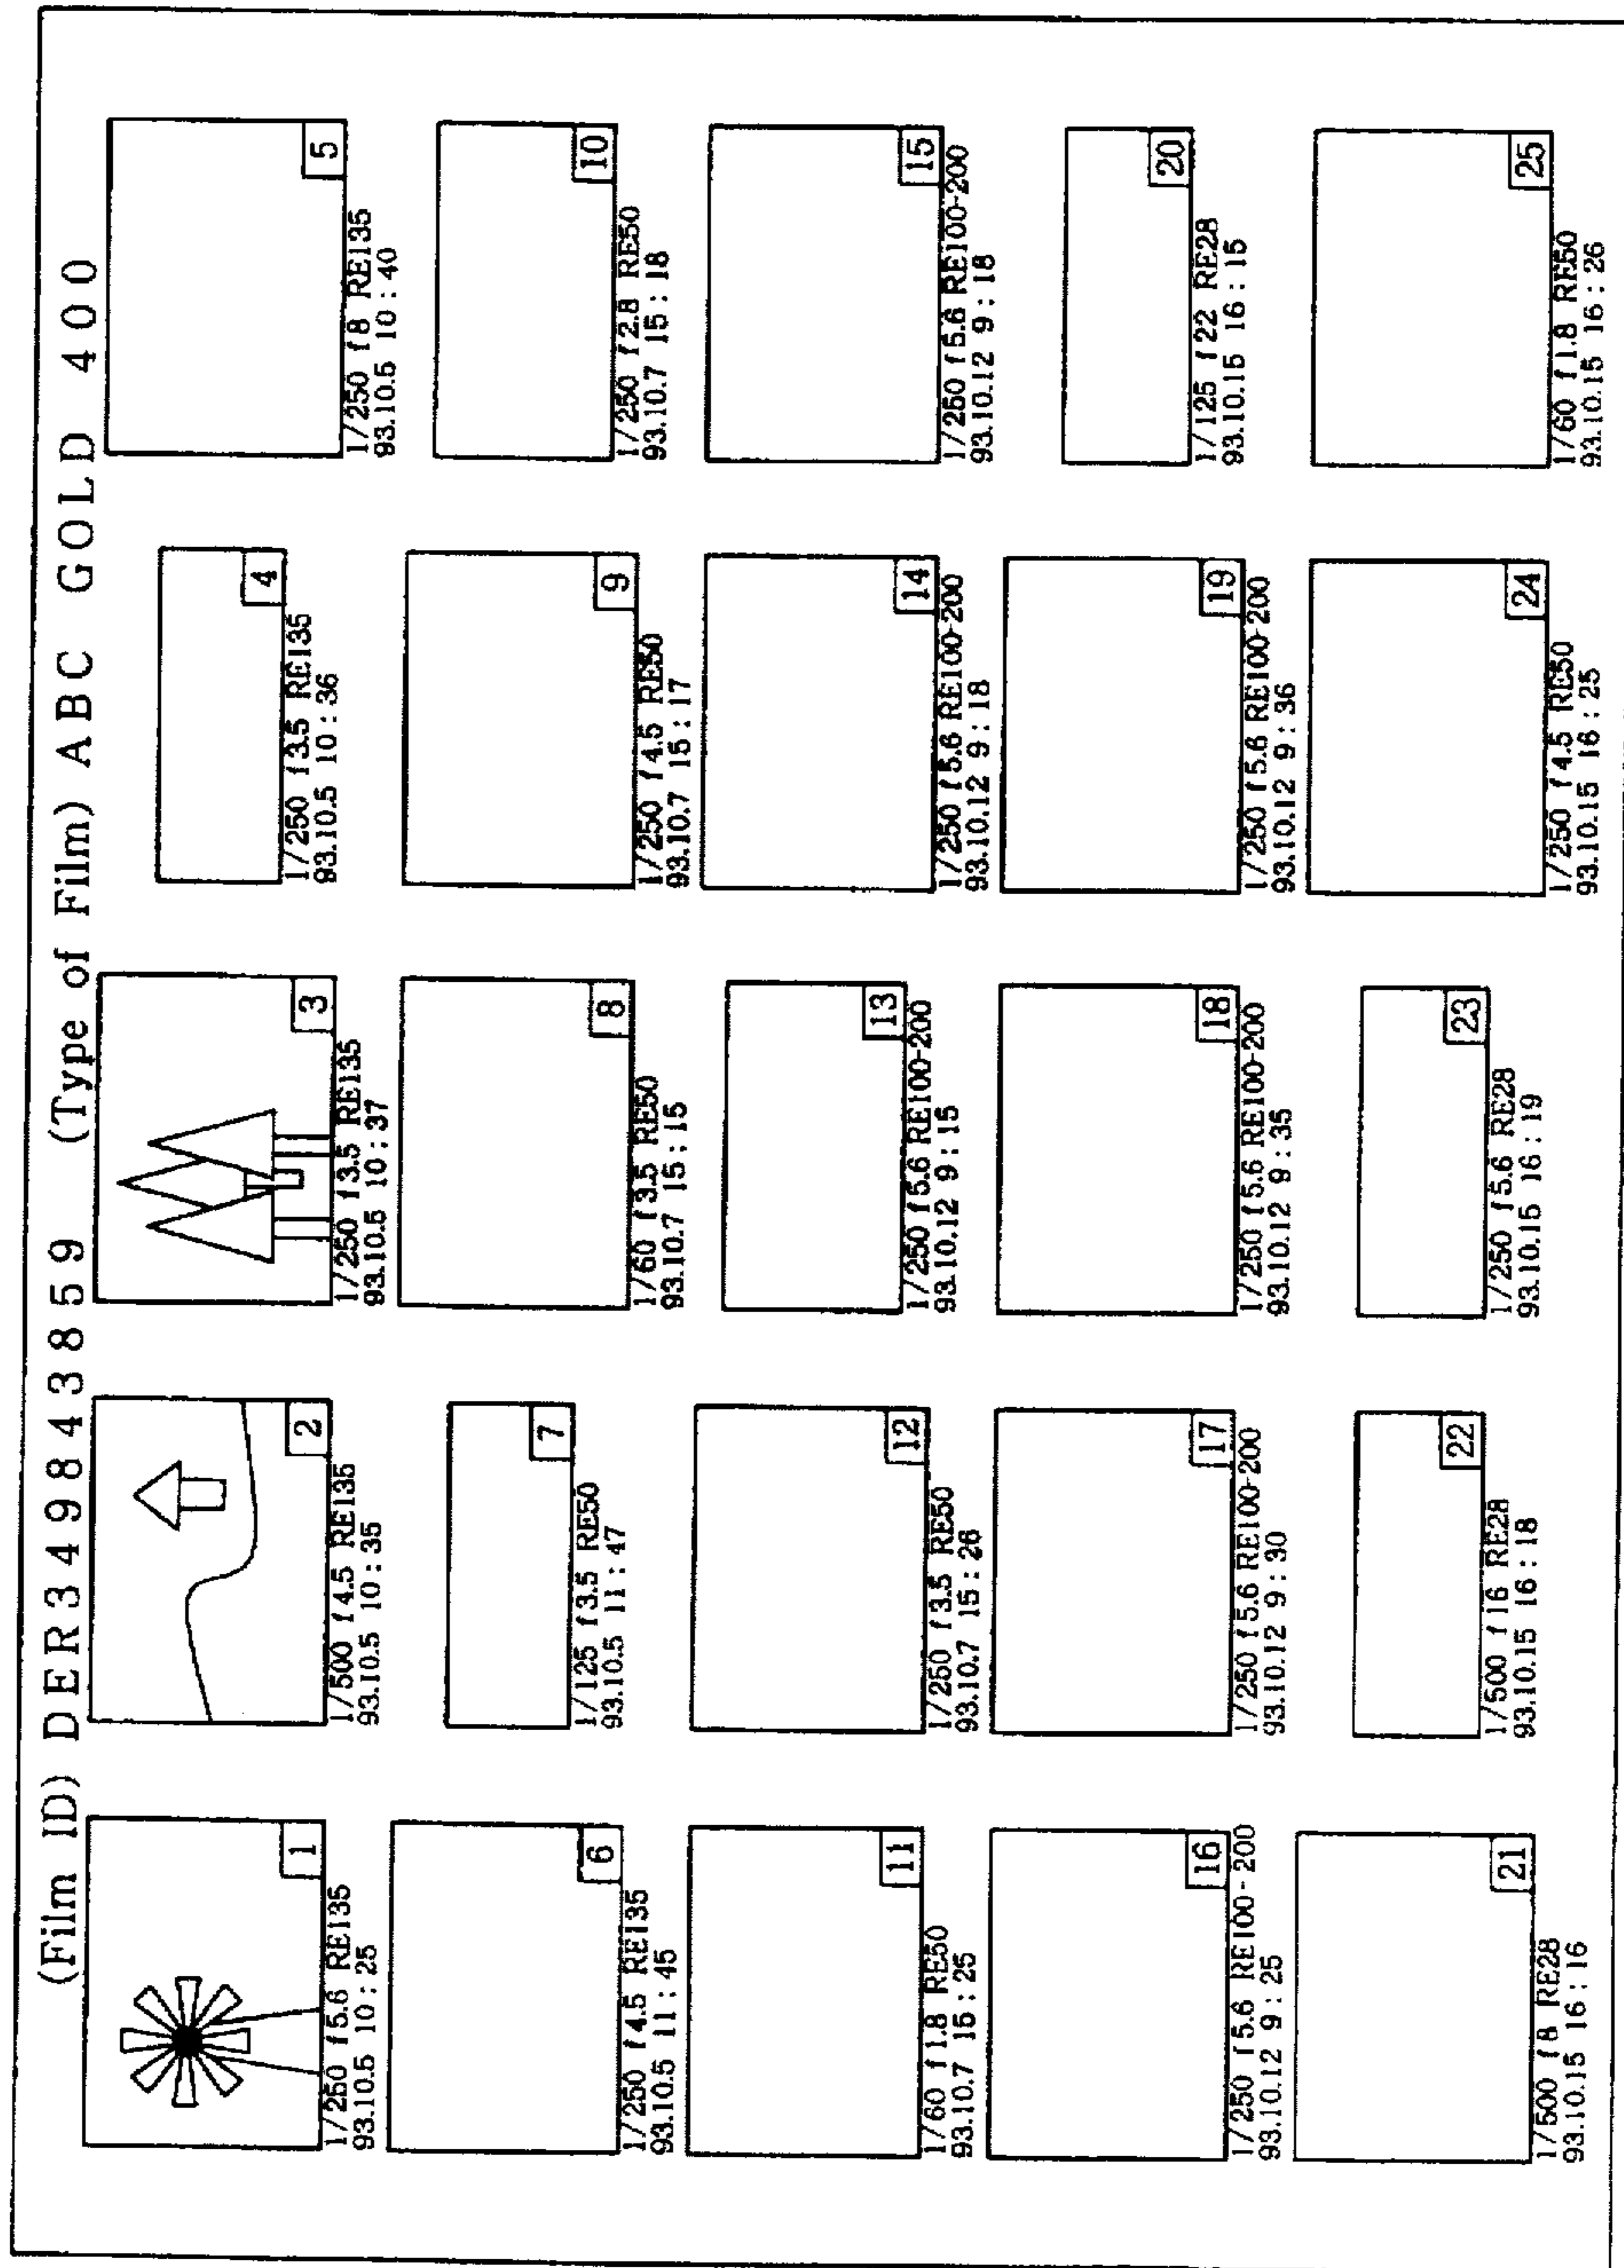 (Film ID) DER349843859 (Type of Film) ABC GOLD 400
1
1/250 f5.6 RE135
93.10.5 10:25
2
1/500 f4.5 RE135
93.10.5 10:35
3
1/250 f3.5 RE135
93.10.5 10:37
4
1/250 f3.5 RE135
93.10.5 10:36
5
1/250 f8 RE135
93.10.5 10:40
6
1/250 f4.5 RE135
93.10.5 11:45
7
1/125 f3.5 RE50
93.10.5 11:47
8
1/60 f3.5 RE50
93.10.7 15:15
9
1/250 f4.5 RE50
93.10.7 15:17
10
1/250 f2.8 RE50
93.10.7 15:18
11
1/60 f1.8 RE50
93.10.7 15:25
12
1/250 f3.5 RE50
93.10.7 15:26
13
1/250 f5.6 RE100-200
93.10.12 9:15
14
1/250 f5.6 RE100-200
93.10.12 9:18
15
1/250 f5.6 RE100-200
93.10.12 9:18
16
1/250 f5.6 RE100-200
93.10.12 9:25
17
1/250 f5.6 RE100-200
93.10.12 9:30
18
1/250 f5.6 RE100-200
93.10.12 9:35
19
1/250 f5.6 RE100-200
93.10.12 9:36
20
1/125 f22 RE28
93.10.15 16:15
21
1/500 f8 RE28
93.10.15 16:16
22
1/500 f16 RE28
93.10.15 16:18
23
1/250 f5.6 RE28
93.10.15 16:19
24
1/250 f4.5 RE50
93.10.15 16:25
25
1/60 f1.8 RE50
93.10.15 16:26